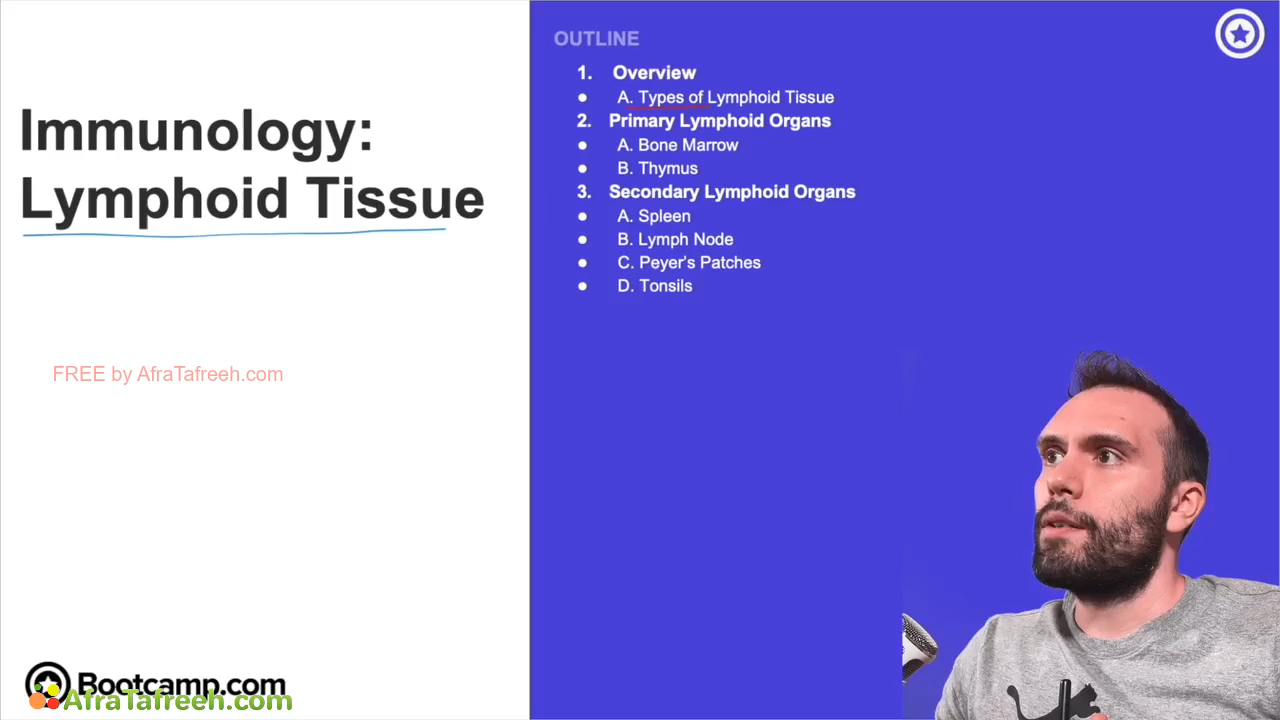 Immunology:
Lymphoid Tissue
FREE by AfraTafreeh.com
Bootcamp.com
AfraTafreeh.com
OUTLINE
1. Overview
● A. Types of Lymphoid Tissue
2. Primary Lymphoid Organs
● A. Bone Marrow
● B. Thymus
3. Secondary Lymphoid Organs
● A. Spleen
● B. Lymph Node
● C. Peyer's Patches
● D. Tonsils